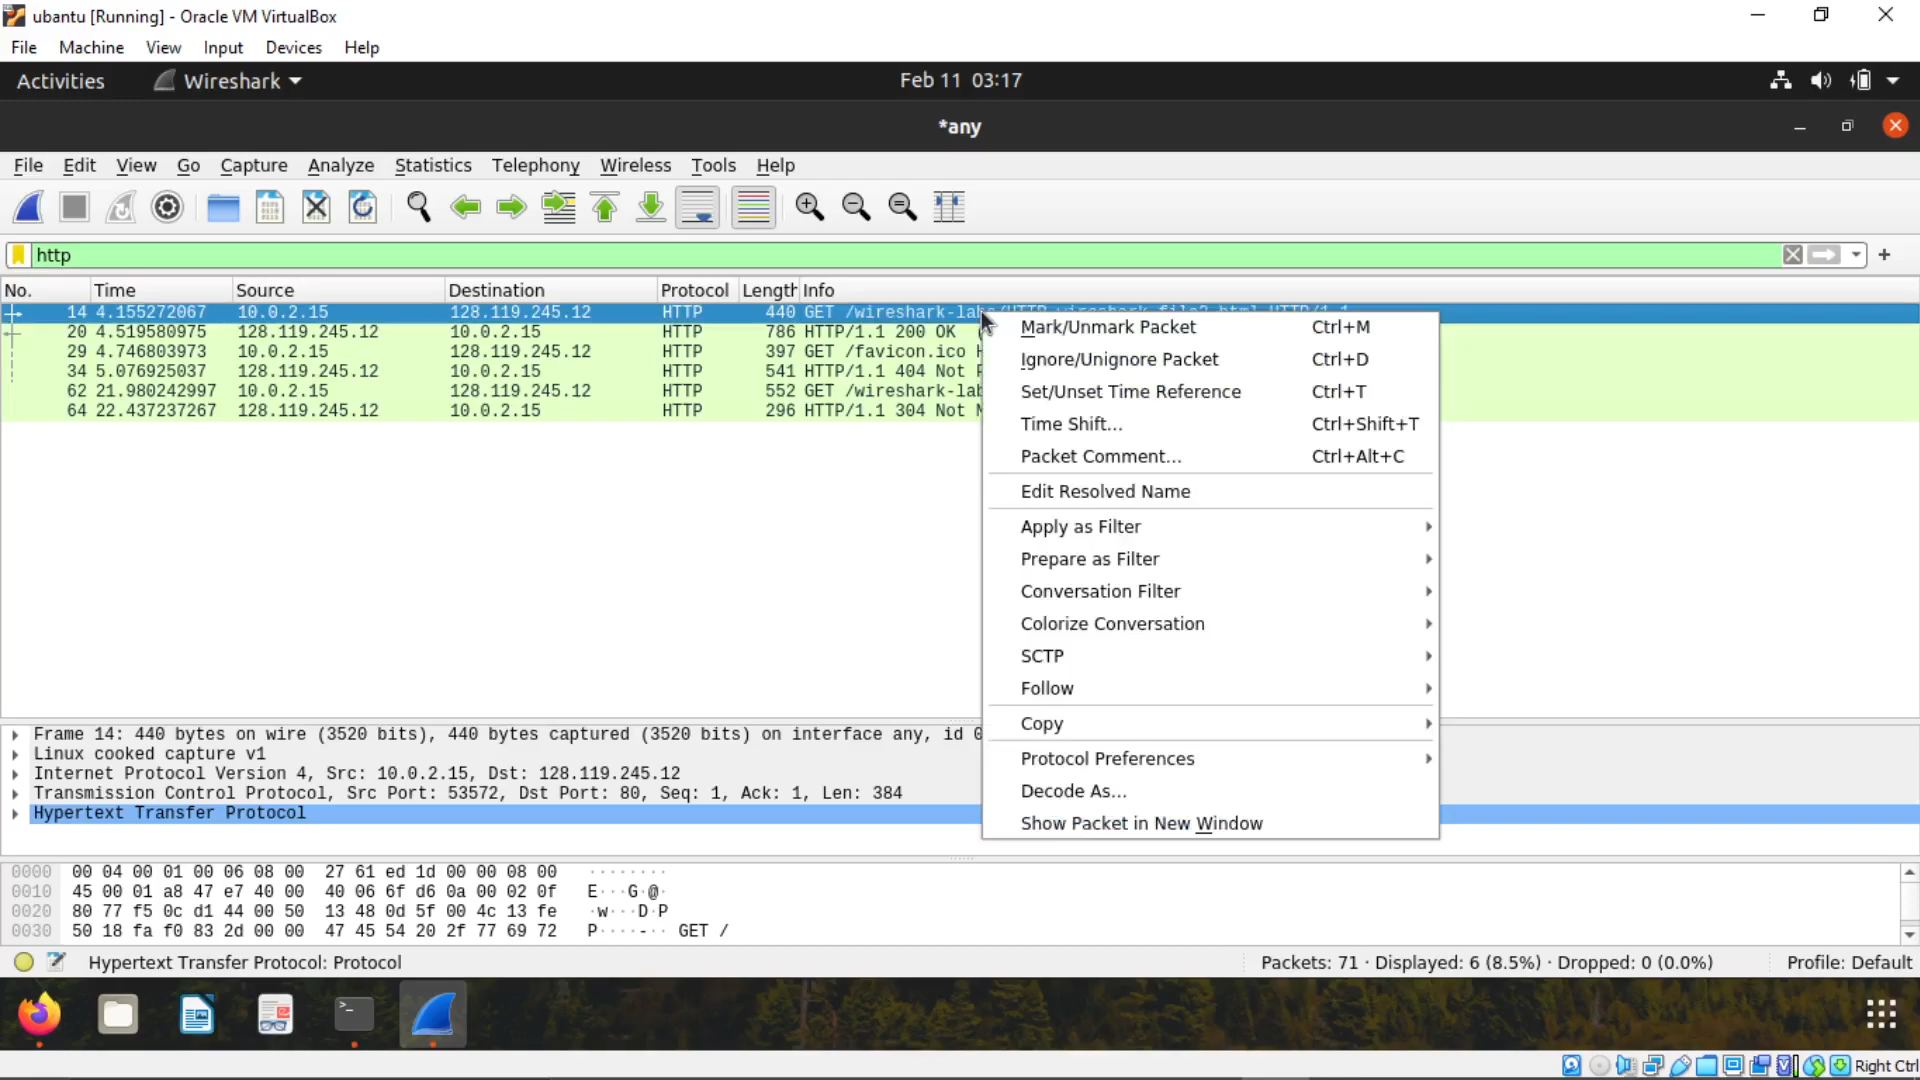 ubantu [Running] - Oracle VM VirtualBox
File Machine View Input Devices Help
Activities Wireshark Feb 11 03:17
*any
File Edit View Go Capture Analyze Statistics Telephony Wireless Tools Help
http
No. Time Source Destination Protocol Length Info
14 4.155272067 10.0.2.15 128.119.245.12 HTTP 440 GET /wireshark-labs/HTTP-wireshark-file2.html HTTP/1.1
20 4.519580975 128.119.245.12 10.0.2.15 HTTP 786 HTTP/1.1 200 OK (
29 4.746803973 10.0.2.15 128.119.245.12 HTTP 397 GET /favicon.ico H
34 5.076925037 128.119.245.12 10.0.2.15 HTTP 541 HTTP/1.1 404 Not F
62 21.980242997 10.0.2.15 128.119.245.12 HTTP 552 GET /wireshark-lab
64 22.437237267 128.119.245.12 10.0.2.15 HTTP 296 HTTP/1.1 304 Not M
Mark/Unmark Packet Ctrl+M
Ignore/Unignore Packet Ctrl+D
Set/Unset Time Reference Ctrl+T
Time Shift... Ctrl+Shift+T
Packet Comment... Ctrl+Alt+C
Edit Resolved Name
Apply as Filter
Prepare as Filter
Conversation Filter
Colorize Conversation
SCTP
Follow
Copy
Protocol Preferences
Decode As...
Show Packet in New Window
Frame 14: 440 bytes on wire (3520 bits), 440 bytes captured (3520 bits) on interface any, id 0
Linux cooked capture v1
Internet Protocol Version 4, Src: 10.0.2.15, Dst: 128.119.245.12
Transmission Control Protocol, Src Port: 53572, Dst Port: 80, Seq: 1, Ack: 1, Len: 384
Hypertext Transfer Protocol
0000 00 04 00 01 00 06 08 00 27 61 ed 1d 00 00 08 00 ········
0010 45 00 01 a8 47 e7 40 00 40 06 6f d6 0a 00 02 0f E···G·@·
0020 80 77 f5 0c d1 44 00 50 13 48 0d 5f 00 4c 13 fe ·w···D·P
0030 50 18 fa f0 83 2d 00 00 47 45 54 20 2f 77 69 72 P····-·· GET /
Hypertext Transfer Protocol: Protocol Packets: 71 · Displayed: 6 (8.5%) · Dropped: 0 (0.0%) Profile: Default
Right Ctrl